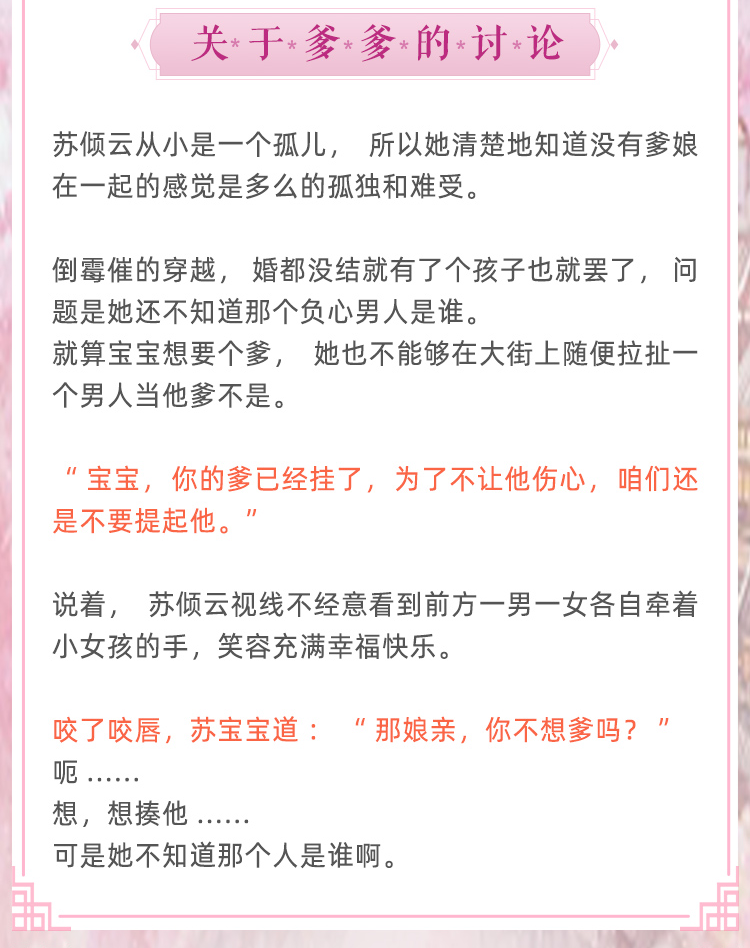 关*于*爹*爹*的*讨*论
苏倾云从小是一个孤儿， 所以她清楚地知道没有爹娘
在一起的感觉是多么的孤独和难受。
倒霉催的穿越， 婚都没结就有了个孩子也就罢了， 问
题是她还不知道那个负心男人是谁。
就算宝宝想要个爹， 她也不能够在大街上随便拉扯一
个男人当他爹不是。
“ 宝宝，你的爹已经挂了，为了不让他伤心，咱们还
是不要提起他。”
说着， 苏倾云视线不经意看到前方一男一女各自牵着
小女孩的手，笑容充满幸福快乐。
咬了咬唇，苏宝宝道： “ 那娘亲，你不想爹吗？ ”
呃 ......
想，想揍他 ......
可是她不知道那个人是谁啊。